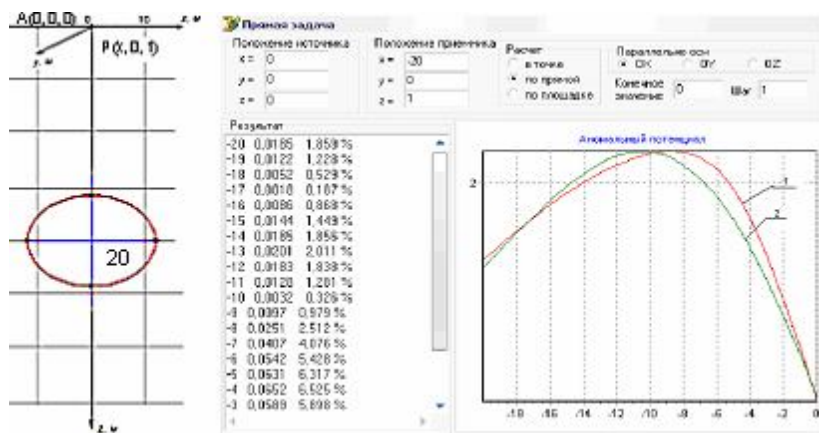 A(0,0,0)
0
10
x, м
y, м
P(x, 0, 1)
20
z, м
Прямая задача
Положение источника
x = 0
y = 0
z = 0
Положение приемника
x = -20
y = 0
z = 1
Расчет
в точке
по прямой
по площадке
Параллельно оси
OX OY OZ
Конечное значение 0 Шаг 1
Результат
-20 0,0185 1,859 %
-19 0,0122 1,228 %
-18 0,0052 0,529 %
-17 0,0018 0,187 %
-16 0,0086 0,868 %
-15 0,0144 1,449 %
-14 0,0185 1,856 %
-13 0,0201 2,011 %
-12 0,0183 1,838 %
-11 0,0128 1,281 %
-10 0,0032 0,326 %
-9 0,0097 0,979 %
-8 0,0251 2,512 %
-7 0,0407 4,076 %
-6 0,0542 5,428 %
-5 0,0631 6,317 %
-4 0,0652 6,525 %
-3 0,0589 5,898 %
Аномальный потенциал
2
1
2
-18 -16 -14 -12 -10 -8 -6 -4 -2 0